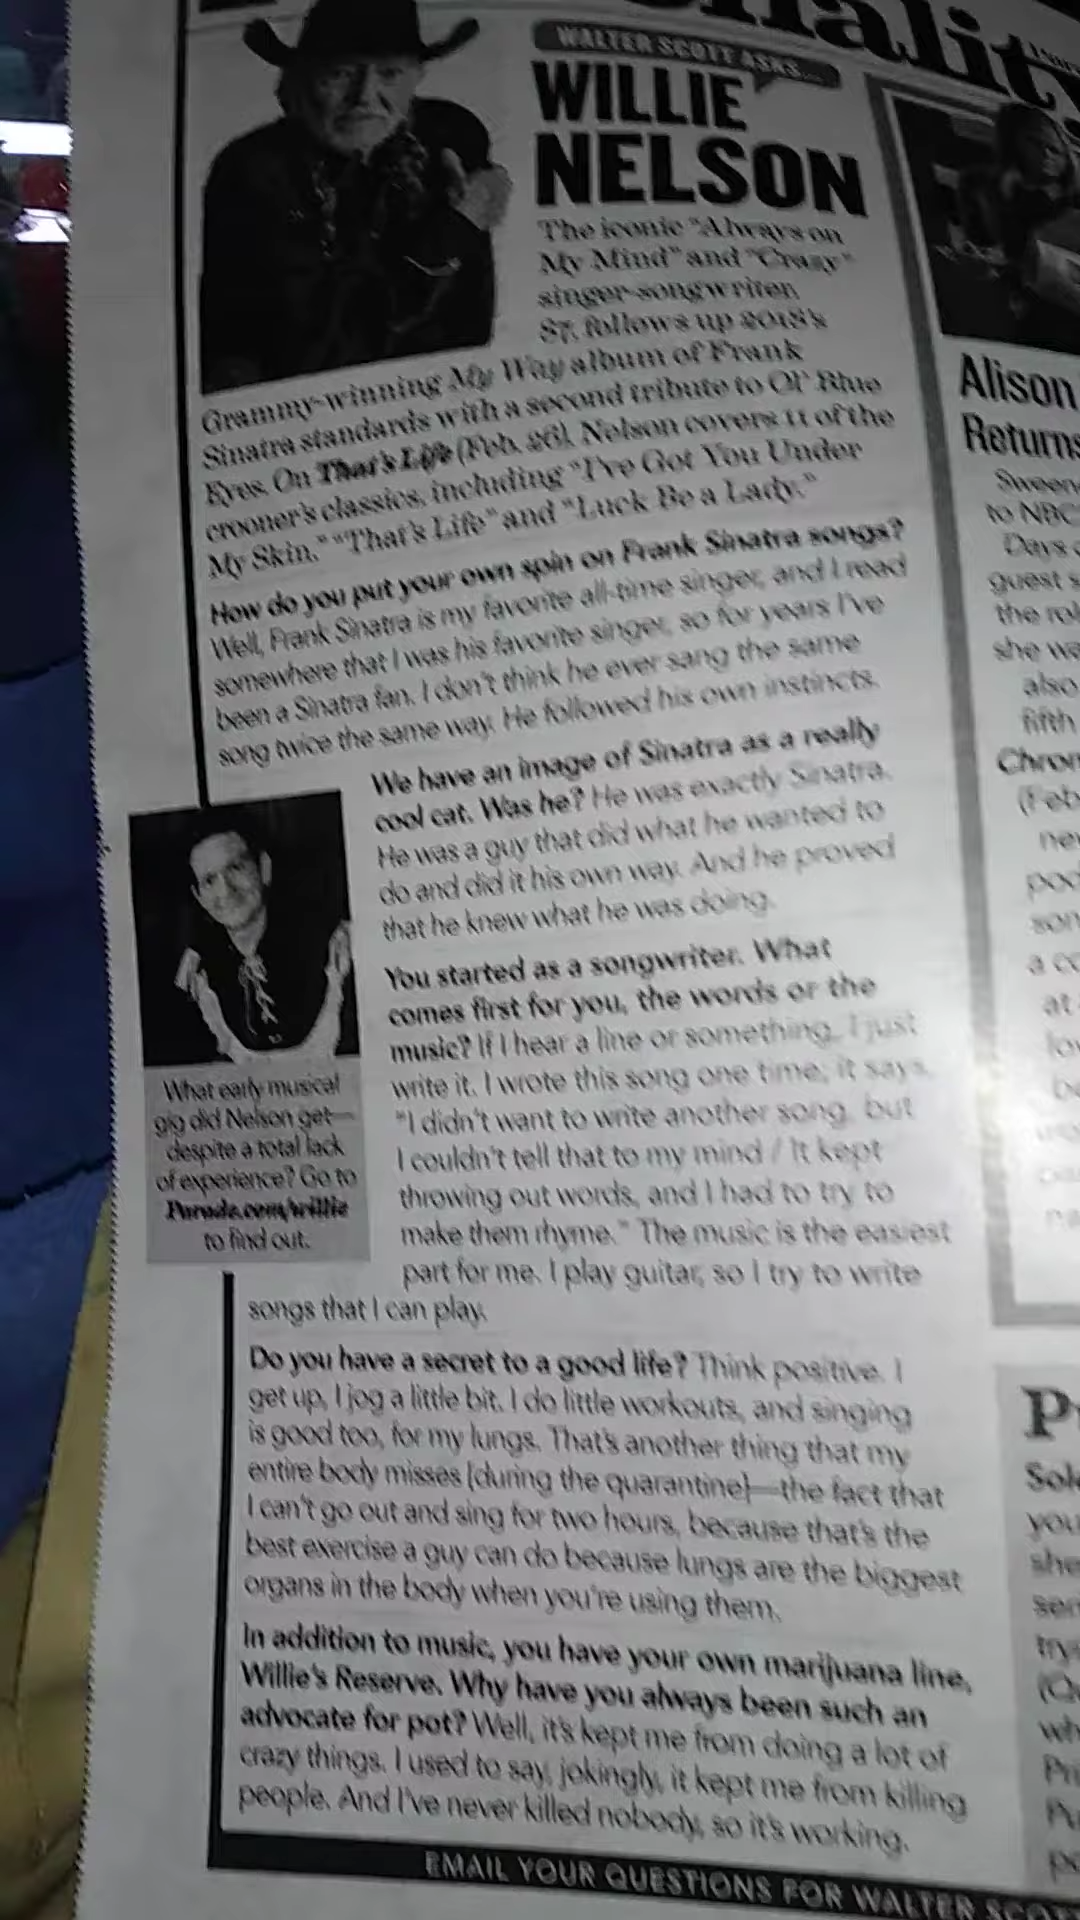 WALTER SCOTT ASKS...
WILLIE
NELSON
The iconic "Always on
My Mind" and "Crazy"
singer-songwriter,
87, follows up 2018's
Grammy-winning My Way album of Frank
Sinatra standards with a second tribute to Ol' Blue
Eyes. On That's Life (Feb. 26), Nelson covers 11 of the
crooner's classics, including "I've Got You Under
My Skin," "That's Life" and "Luck Be a Lady."
How do you put your own spin on Frank Sinatra songs?
Well, Frank Sinatra is my favorite all-time singer, and I read
somewhere that I was his favorite singer, so for years I've
been a Sinatra fan. I don't think he ever sang the same
song twice the same way. He followed his own instincts.
We have an image of Sinatra as a really
cool cat. Was he? He was exactly Sinatra.
He was a guy that did what he wanted to
do and did it his own way. And he proved
that he knew what he was doing.
You started as a songwriter. What
comes first for you, the words or the
music? If I hear a line or something, I just
write it. I wrote this song one time; it says,
"I didn't want to write another song, but
I couldn't tell that to my mind / It kept
throwing out words, and I had to try to
make them rhyme." The music is the easiest
part for me. I play guitar, so I try to write
songs that I can play.
What early musical
gig did Nelson get—
despite a total lack
of experience? Go to
Parade.com/willie
to find out.
Do you have a secret to a good life? Think positive. I
get up, I jog a little bit. I do little workouts, and singing
is good too, for my lungs. That's another thing that my
entire body misses [during the quarantine]—the fact that
I can't go out and sing for two hours, because that's the
best exercise a guy can do because lungs are the biggest
organs in the body when you're using them.
In addition to music, you have your own marijuana line,
Willie's Reserve. Why have you always been such an
advocate for pot? Well, it's kept me from doing a lot of
crazy things. I used to say, jokingly, it kept me from killing
people. And I've never killed nobody, so it's working.
EMAIL YOUR QUESTIONS FOR WALTER SCOTT
Alison
Returns
to NBC
Days
guest
the
she
also
fifth
(Feb